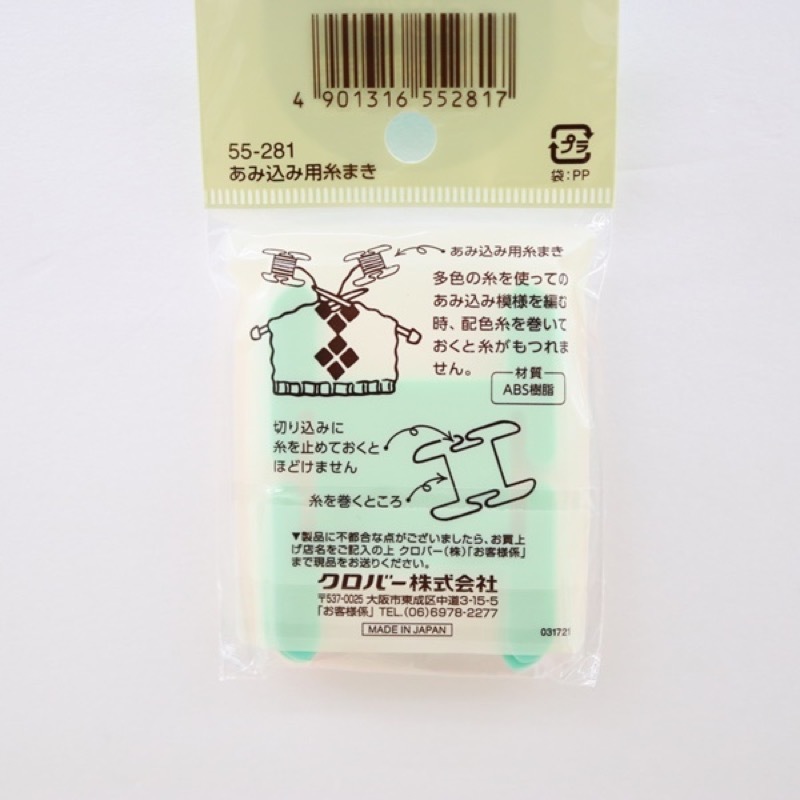 4 901316 552817
55-281
あみ込み用糸まき
プラ
袋:PP
あみ込み用糸まき
多色の糸を使っての
あみ込み模様を編む
時、配色糸を巻いて
おくと糸がもつれま
せん。
材質
ABS樹脂
切り込みに
糸を止めておくと
ほどけません
糸を巻くところ
▼製品に不都合な点がございましたら、お買上
げ店名をご記入の上 クロバー(株)「お客様係」
まで現品をお送りください。
クロバー株式会社
〒537-0025 大阪市東成区中道3-15-5
「お客様係」 TEL.(06)6978-2277
MADE IN JAPAN
031721